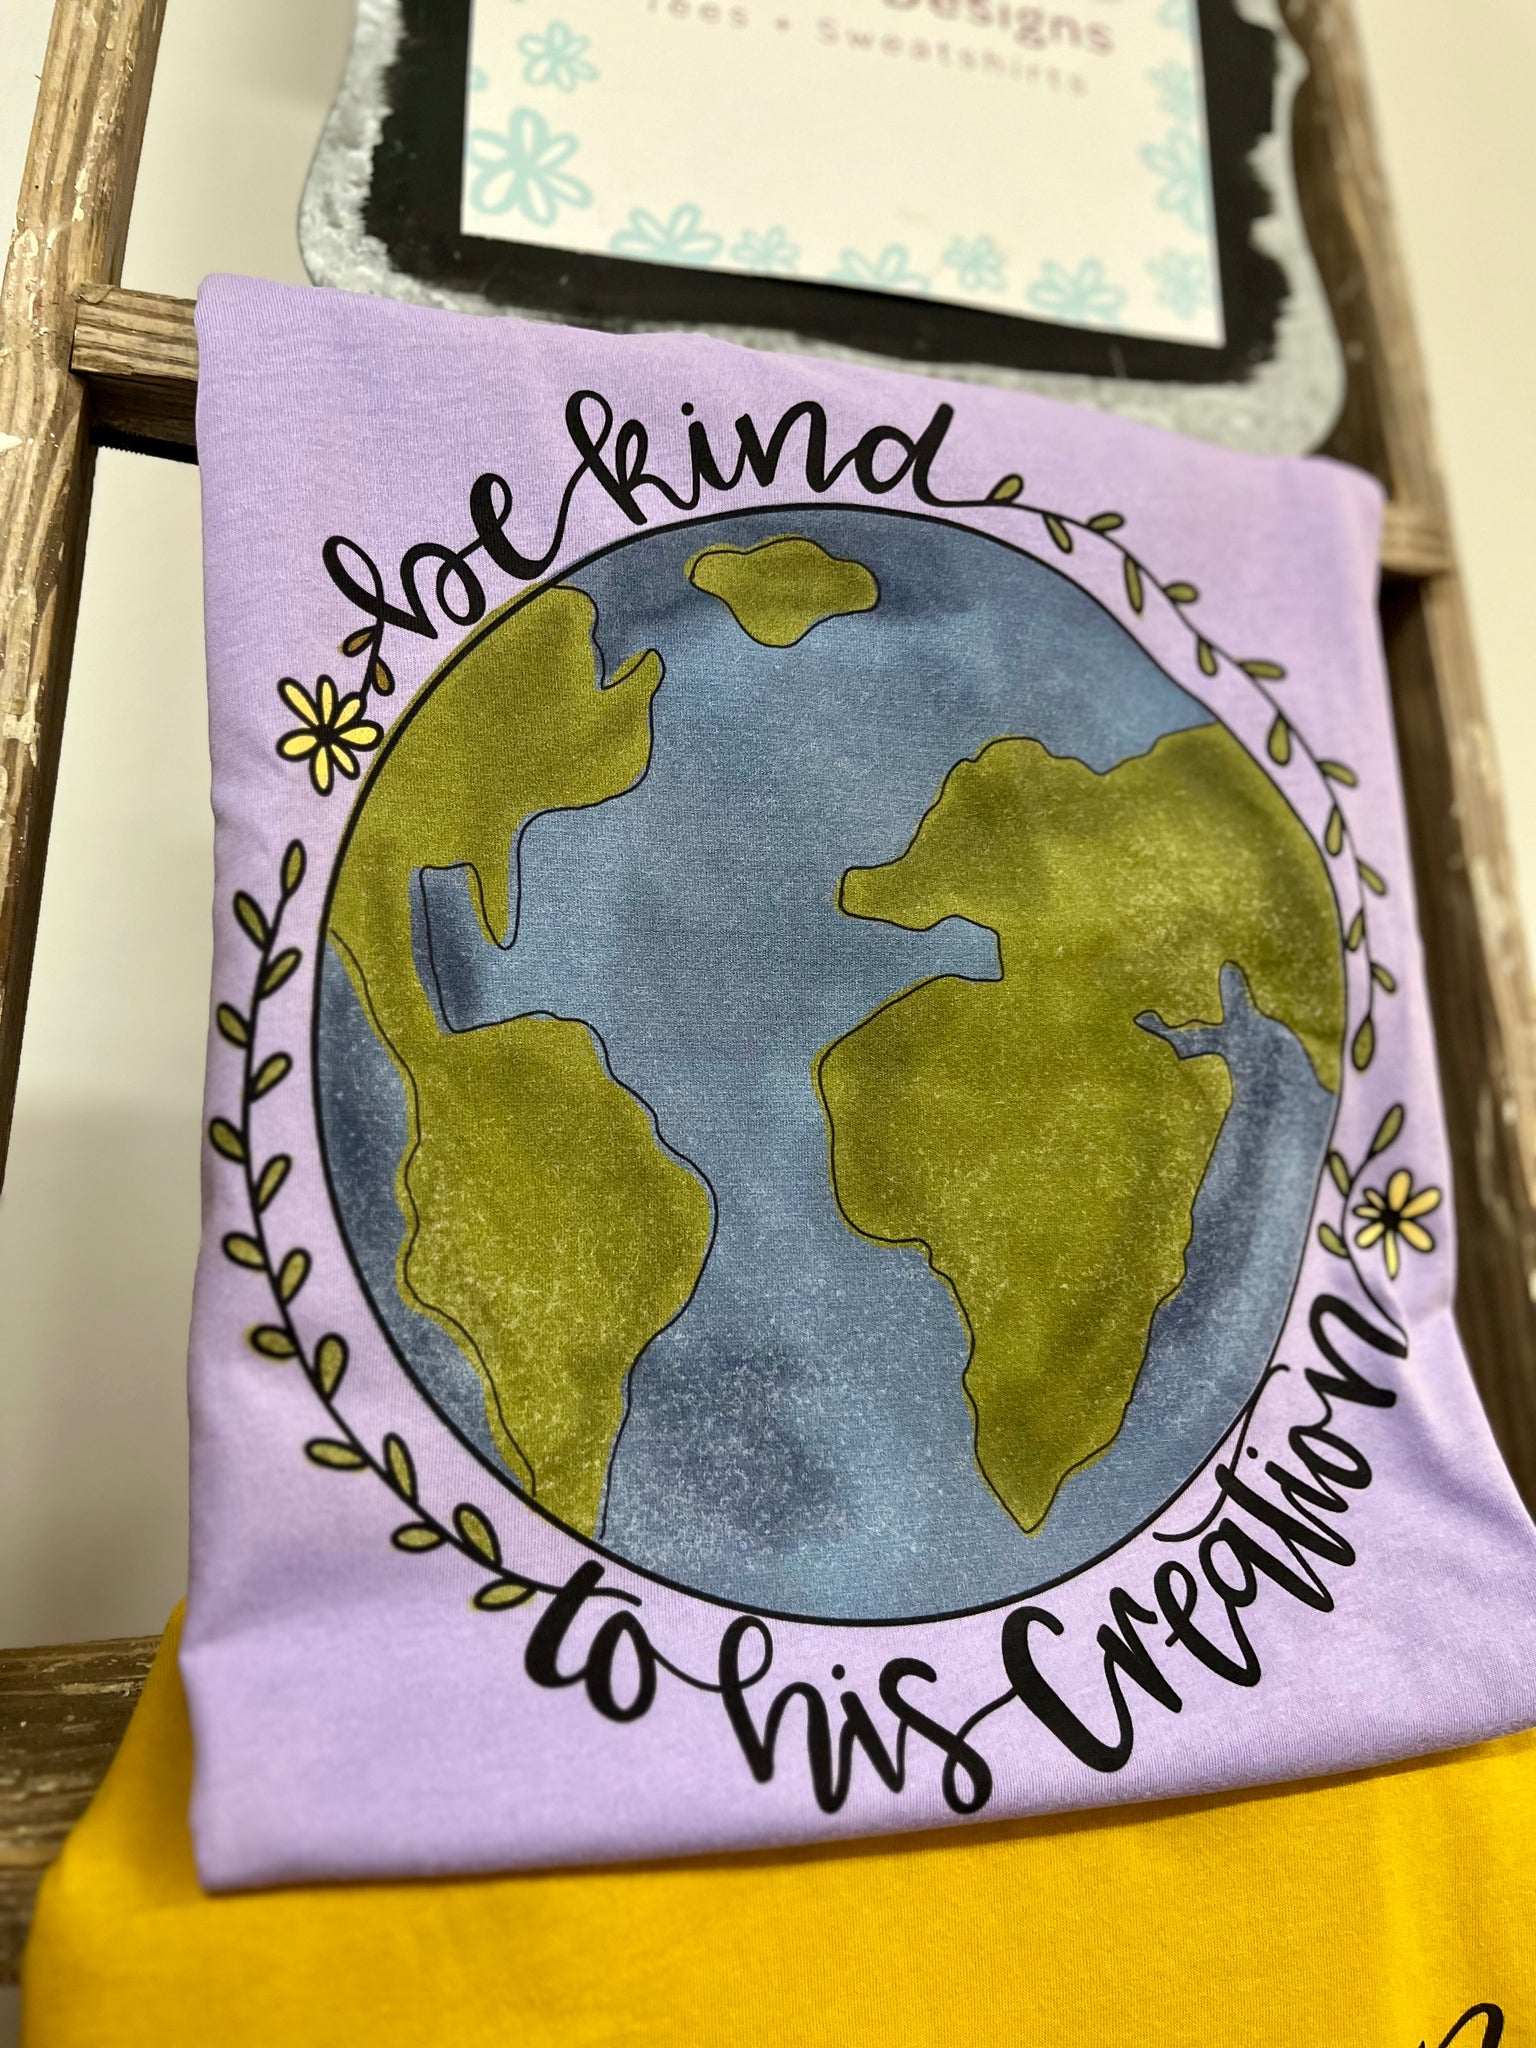 Designs
Tees + Sweatshirts
be kind
to his Creation